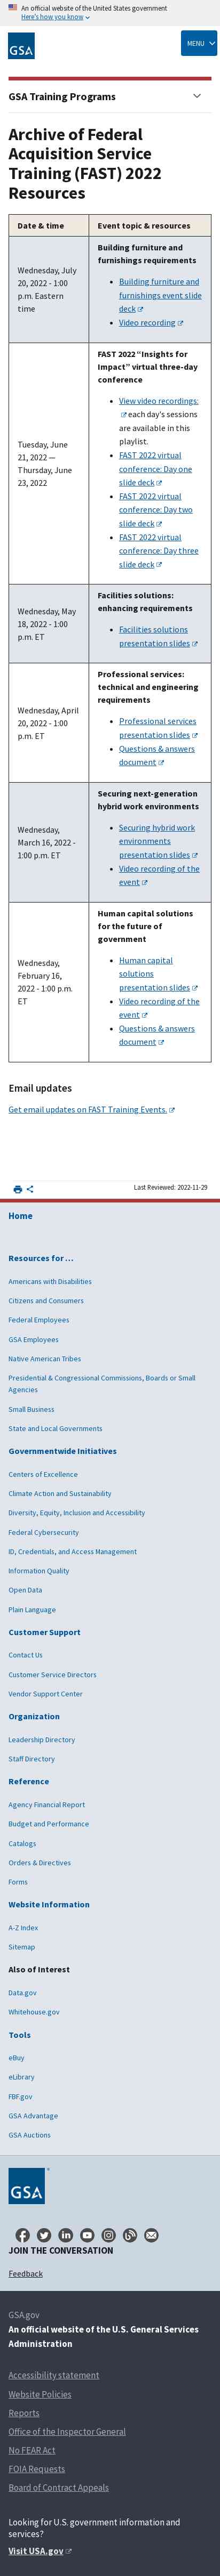 An official website of the United States government
Here's how you know
GSA
MENU
GSA Training Programs
Archive of Federal
Acquisition Service
Training (FAST) 2022
Resources
Date & time
Event topic & resources
Wednesday, July
20, 2022 - 1:00
p.m. Eastern
time
Building furniture and
furnishings requirements
Building furniture and
furnishings event slide
deck
Video recording
Tuesday, June
21, 2022 —
Thursday, June
23, 2022
FAST 2022 “Insights for
Impact” virtual three-day
conference
View video recordings;
each day's sessions
are available in this
playlist.
FAST 2022 virtual
conference: Day one
slide deck
FAST 2022 virtual
conference: Day two
slide deck
FAST 2022 virtual
conference: Day three
slide deck
Wednesday, May
18, 2022 - 1:00
p.m. ET
Facilities solutions:
enhancing requirements
Facilities solutions
presentation slides
Wednesday, April
20, 2022 - 1:00
p.m. ET
Professional services:
technical and engineering
requirements
Professional services
presentation slides
Questions & answers
document
Wednesday,
March 16, 2022 -
1:00 p.m. ET
Securing next-generation
hybrid work environments
Securing hybrid work
environments
presentation slides
Video recording of the
event
Wednesday,
February 16,
2022 - 1:00 p.m.
ET
Human capital solutions
for the future of
government
Human capital
solutions
presentation slides
Video recording of the
event
Questions & answers
document
Email updates
Get email updates on FAST Training Events.
Last Reviewed: 2022-11-29
Home
Resources for …
Americans with Disabilities
Citizens and Consumers
Federal Employees
GSA Employees
Native American Tribes
Presidential & Congressional Commissions, Boards or Small
Agencies
Small Business
State and Local Governments
Governmentwide Initiatives
Centers of Excellence
Climate Action and Sustainability
Diversity, Equity, Inclusion and Accessibility
Federal Cybersecurity
ID, Credentials, and Access Management
Information Quality
Open Data
Plain Language
Customer Support
Contact Us
Customer Service Directors
Vendor Support Center
Organization
Leadership Directory
Staff Directory
Reference
Agency Financial Report
Budget and Performance
Catalogs
Orders & Directives
Forms
Website Information
A-Z Index
Sitemap
Also of Interest
Data.gov
Whitehouse.gov
Tools
eBuy
eLibrary
FBF.gov
GSA Advantage
GSA Auctions
GSA
JOIN THE CONVERSATION
Feedback
GSA.gov
An official website of the U.S. General Services
Administration
Accessibility statement
Website Policies
Reports
Office of the Inspector General
No FEAR Act
FOIA Requests
Board of Contract Appeals
Looking for U.S. government information and
services?
Visit USA.gov